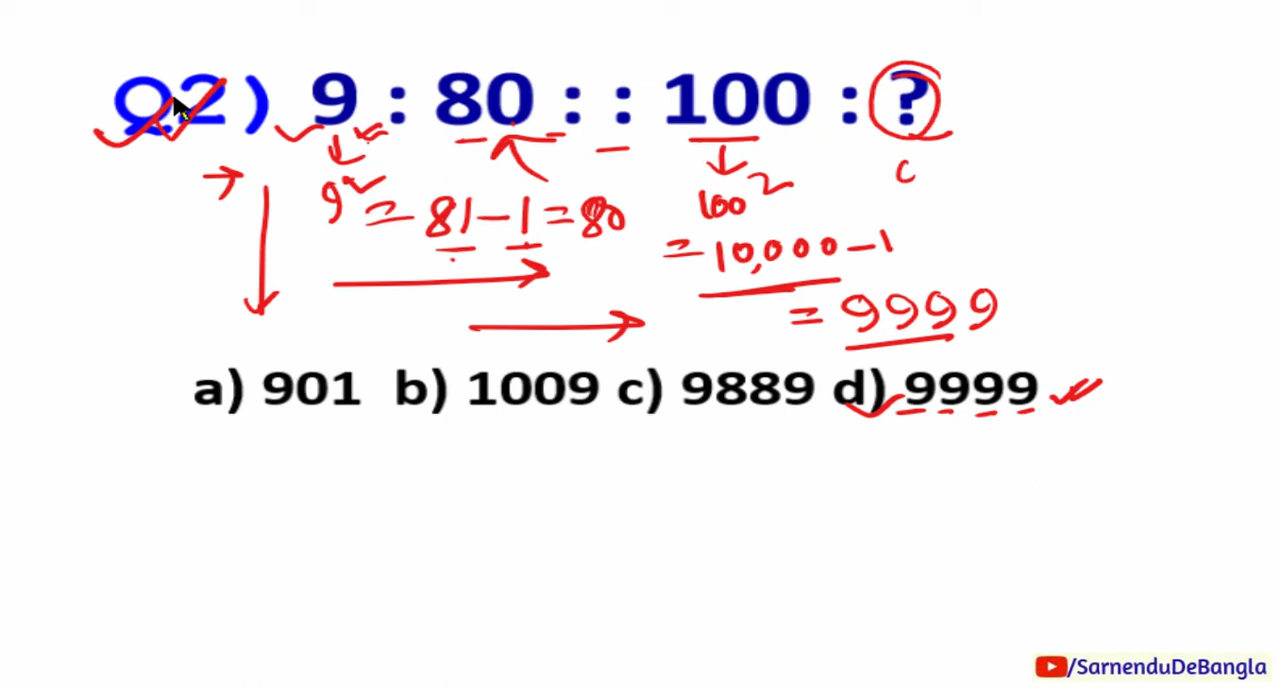 Q2) 9 : 80 : : 100 : ?
9² = 81 - 1 = 80
100²
= 10,000 - 1
= 9999
a) 901 b) 1009 c) 9889 d) 9999
/SarnenduDeBangla